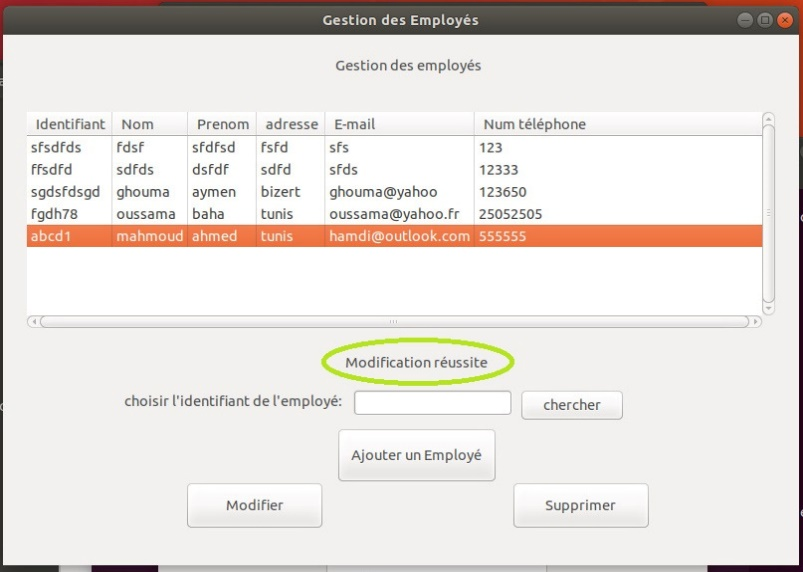 Gestion des Employés
Gestion des employés
Identifiant Nom Prenom adresse E-mail Num téléphone
sfsdfds fdsf sfdfsd fsfd sfs 123
ffsdfd sdfds dsfdf sdfd sfds 12333
sgdsfdsgd ghouma aymen bizert ghouma@yahoo 123650
fgdh78 oussama baha tunis oussama@yahoo.fr 25052505
abcd1 mahmoud ahmed tunis hamdi@outlook.com 555555
Modification réussite
choisir l'identifiant de l'employé: chercher
Ajouter un Employé
Modifier Supprimer